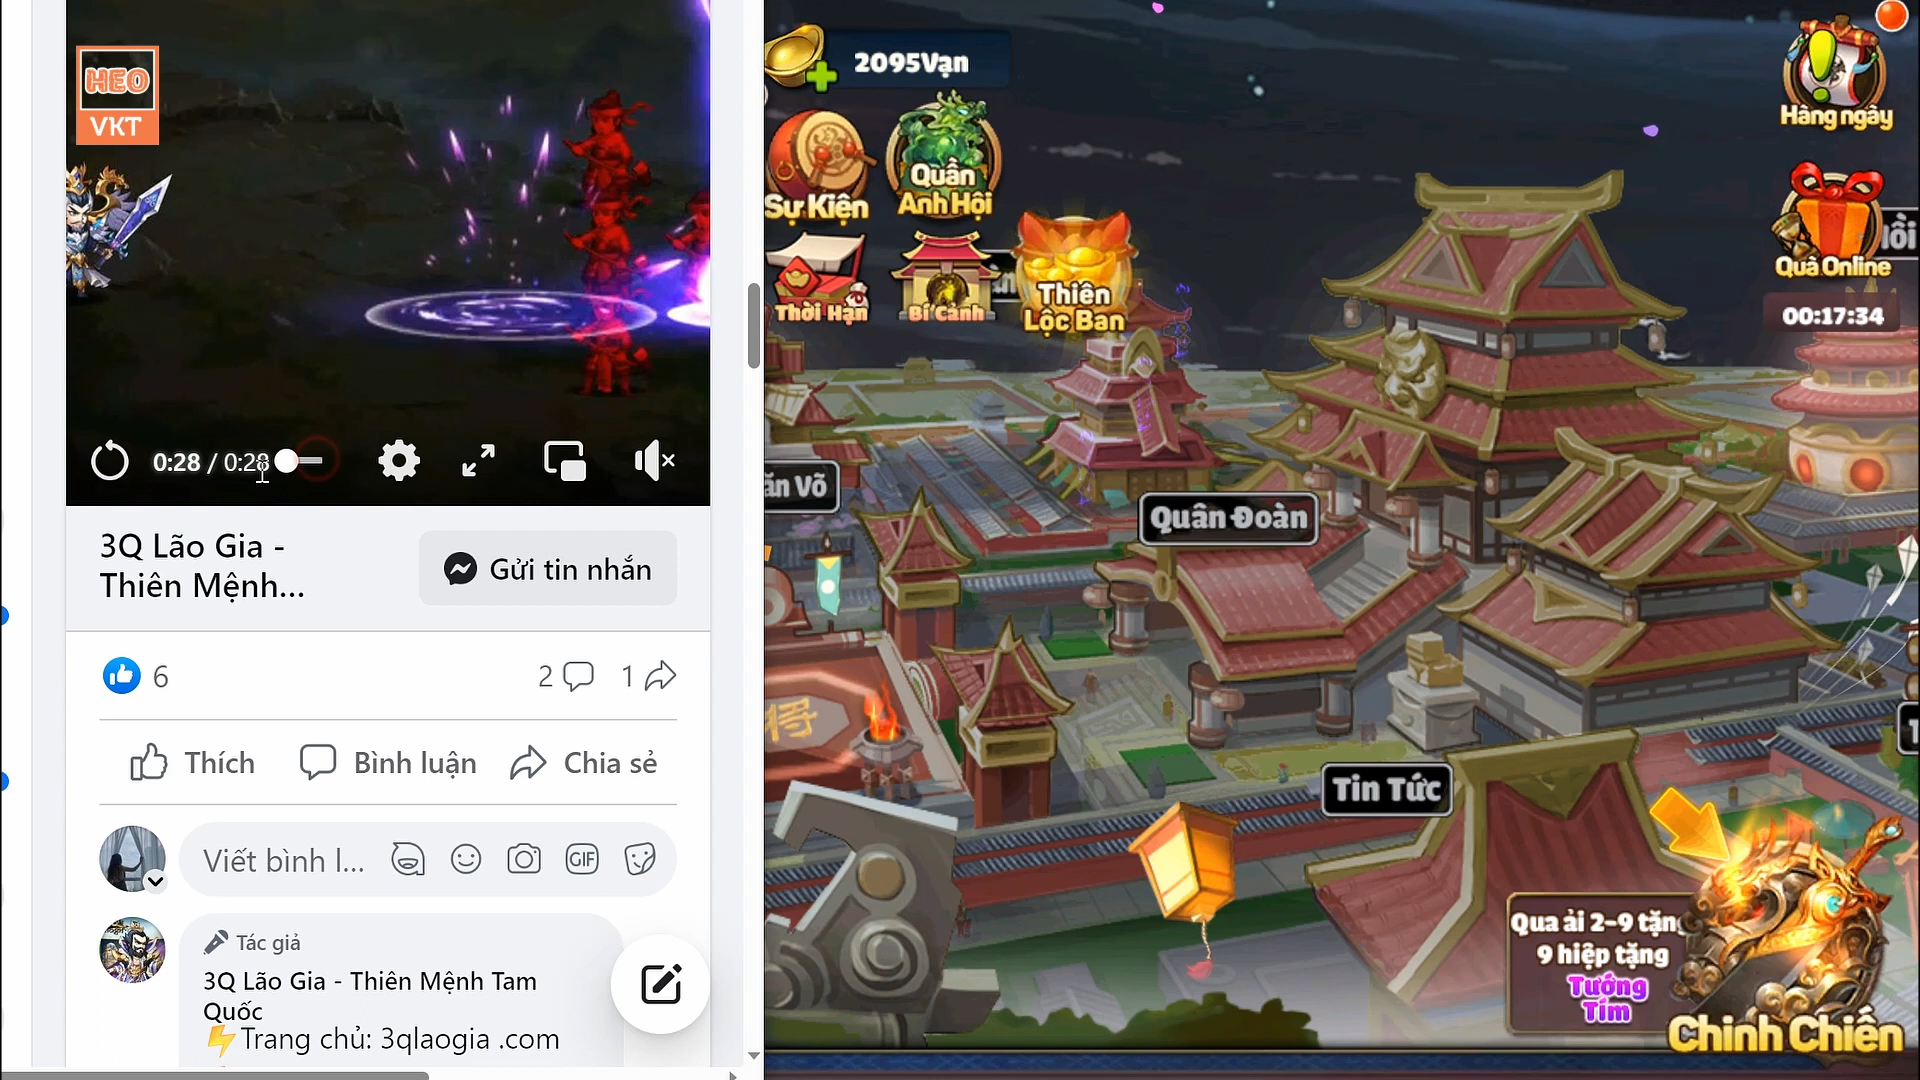 HEO
VKT
0:28 / 0:28
3Q Lão Gia -
Thiên Mệnh...
Gửi tin nhắn
6
2
1
Thích
Bình luận
Chia sẻ
Viết bình l...
GIF
Tác giả
3Q Lão Gia - Thiên Mệnh Tam
Quốc
⚡Trang chủ: 3qlaogia .com
2095Vạn
Sự Kiện
Quần
Anh Hội
Thời Hạn
Bí Cảnh
Thiên
Lộc Ban
Hàng ngày
Quà Online
00:17:34
Võ
Quân Đoàn
Tin Tức
Qua ải 2-9 tặng
9 hiệp tặng
Tướng
Tím
Chinh Chiến